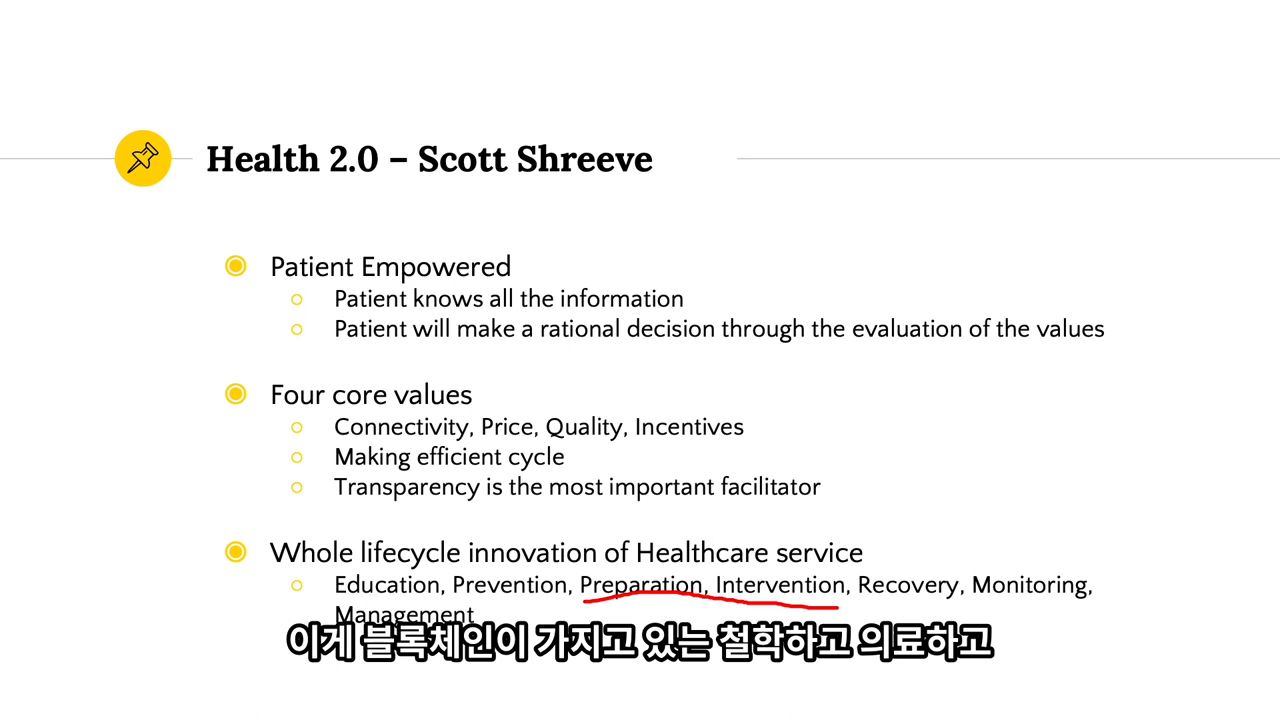 Health 2.0 – Scott Shreeve
Patient Empowered
Patient knows all the information
Patient will make a rational decision through the evaluation of the values
Four core values
Connectivity, Price, Quality, Incentives
Making efficient cycle
Transparency is the most important facilitator
Whole lifecycle innovation of Healthcare service
Education, Prevention, Preparation, Intervention, Recovery, Monitoring,
Management
이게 블록체인이 가지고 있는 철학하고 의료하고